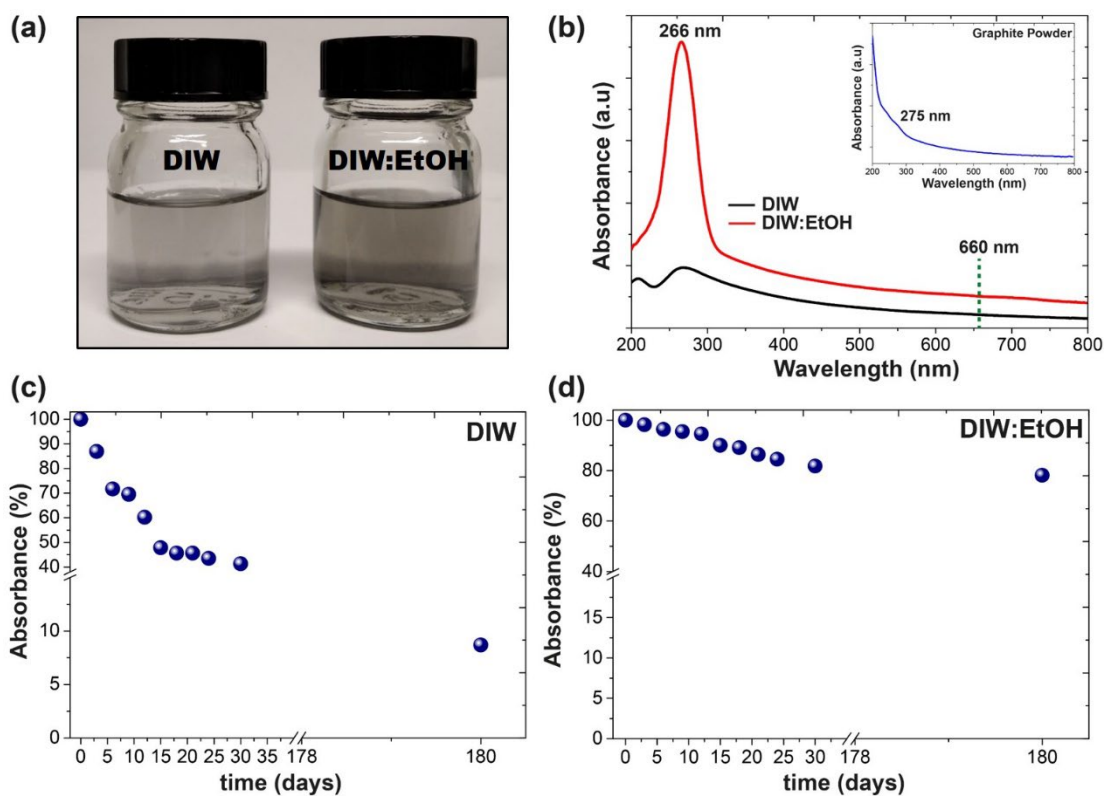 (a)
DIW
DIW:EtOH
(b)
266 nm
Graphite Powder
Absorbance (a.u)
275 nm
200 300 400 500 600 700 800
Wavelength (nm)
DIW
DIW:EtOH
660 nm
Absorbance (a.u)
200 300 400 500 600 700 800
Wavelength (nm)
(c)
DIW
Absorbance (%)
100
90
80
70
60
50
40
10
5
0
0 5 10 15 20 25 30 35 178 180
time (days)
(d)
DIW:EtOH
Absorbance (%)
100
80
60
40
15
10
5
0
0 5 10 15 20 25 30 178 180
time (days)